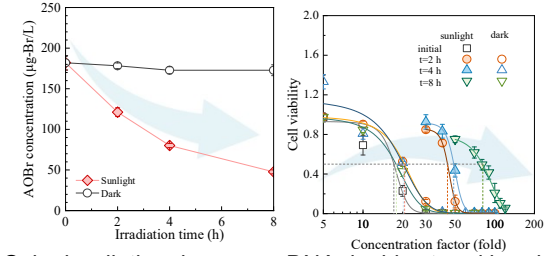 250
200
150
100
50
0
AOBr concentration (μg-Br/L)
Sunlight
Dark
0 2 4 6 8
Irradiation time (h)
2.0
1.6
1.2
0.8
0.4
0
Cell viability
sunlight dark
initial
t=2 h
t=4 h
t=8 h
5 10 20 30 50 100 200
Concentration factor (fold)